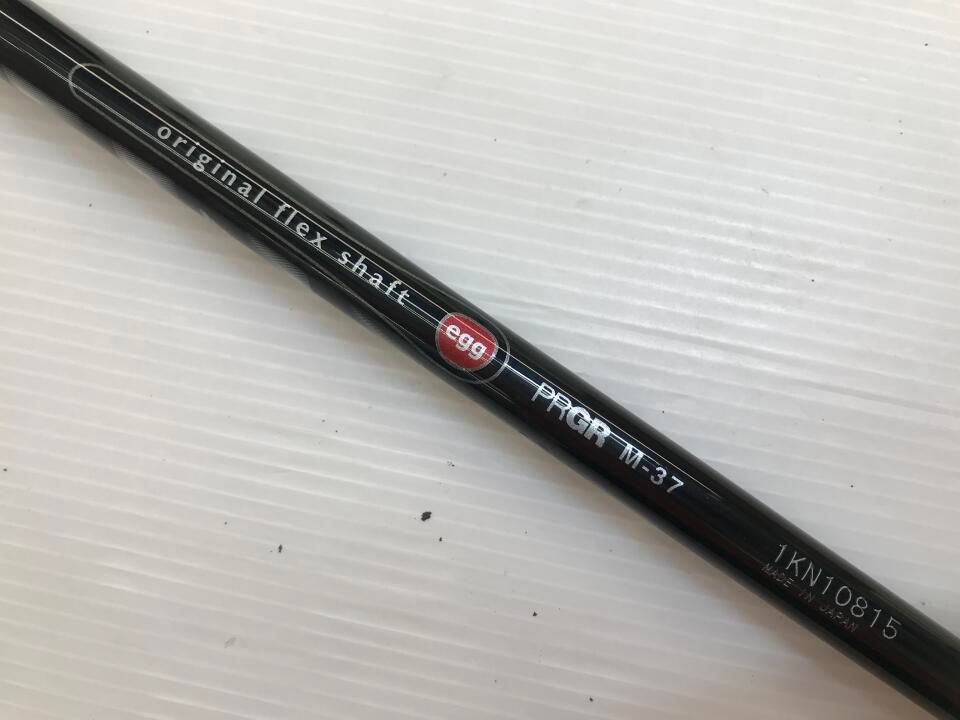 original flex shaft
egg
PRGR M-37
1KN10815
MADE IN JAPAN